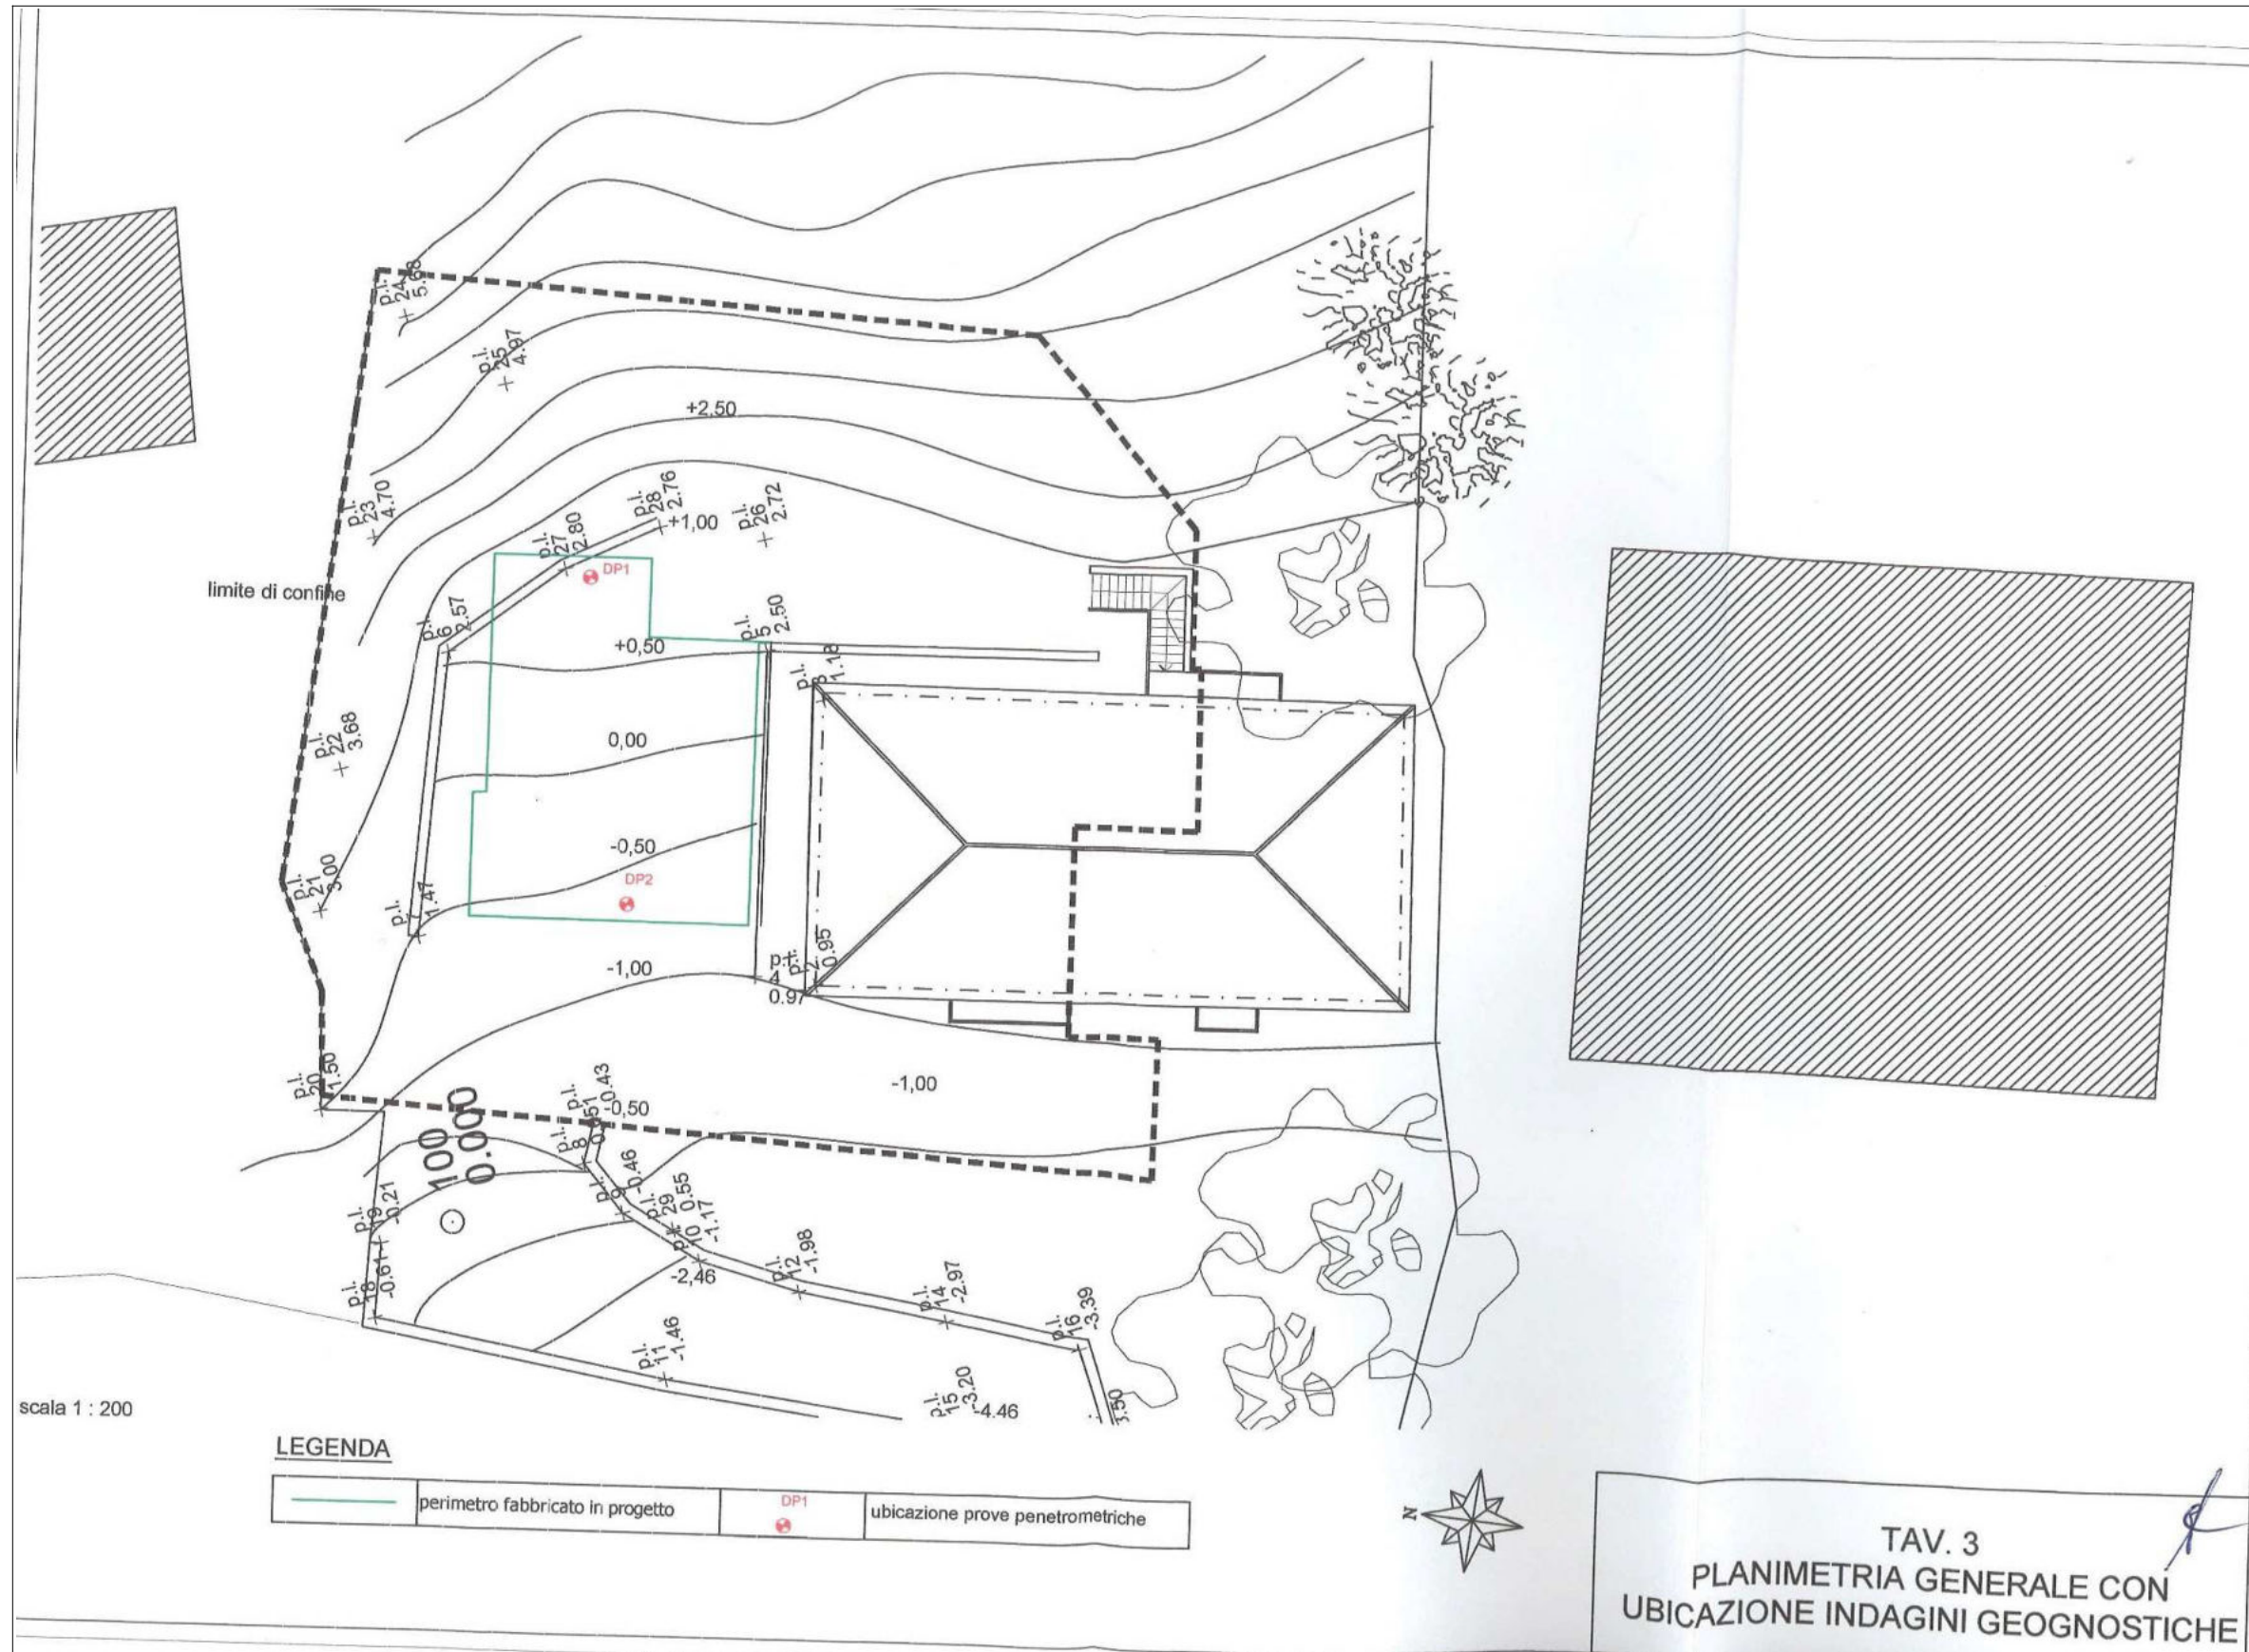 p.l.
24
5.68
p.l.
25
4.97
+2.50
p.l.
23
4.70
p.l.
28
2.76
+1,00
p.l.
26
2.72
p.l.
27
2.80
DP1
limite di confine
p.l.
6
2.57
p.l.
5
2.50
+0,50
p.l.
3
1.18
p.l.
22
3.68
0,00
-0,50
DP2
p.l.
21
3.00
p.l.
7
1.47
-1,00
p.l.
4
0.97
p.l.
2
0.95
p.l.
20
1.50
-1,00
100
0.000
p.l.
-0.43
-0,50
p.l.
8
p.l.
9
-0.46
p.l.
29
0.55
10
-1.17
-2,46
p.l.
19
-0.21
p.l.
18
-0.61
p.l.
12
-1.98
p.l.
14
-2.97
p.l.
16
-3.39
p.l.
11
-1.46
p.l.
15
-3.20
-4.46
3.50
scala 1 : 200
LEGENDA
perimetro fabbricato in progetto
DP1
ubicazione prove penetrometriche
N
TAV. 3
PLANIMETRIA GENERALE CON
UBICAZIONE INDAGINI GEOGNOSTICHE